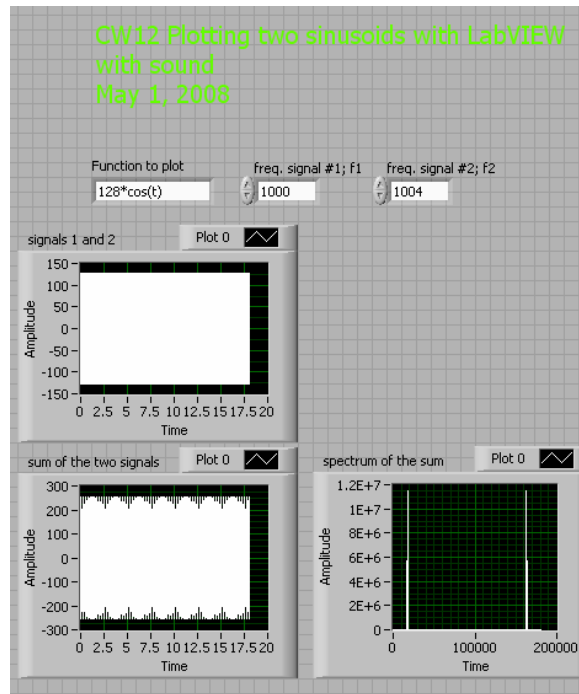 CW12 Plotting two sinusoids with LabVIEW
with sound
May 1, 2008
Function to plot
freq. signal #1; f1
freq. signal #2; f2
128*cos(t)
1000
1004
signals 1 and 2
Plot 0
150
100
50
0
-50
-100
-150
Amplitude
0 2.5 5 7.5 10 12.5 15 17.5 20
Time
sum of the two signals
Plot 0
300
200
100
0
-100
-200
-300
Amplitude
0 2.5 5 7.5 10 12.5 15 17.5 20
Time
spectrum of the sum
Plot 0
1.2E+7
1E+7
8E+6
6E+6
4E+6
2E+6
0
Amplitude
0 100000 200000
Time